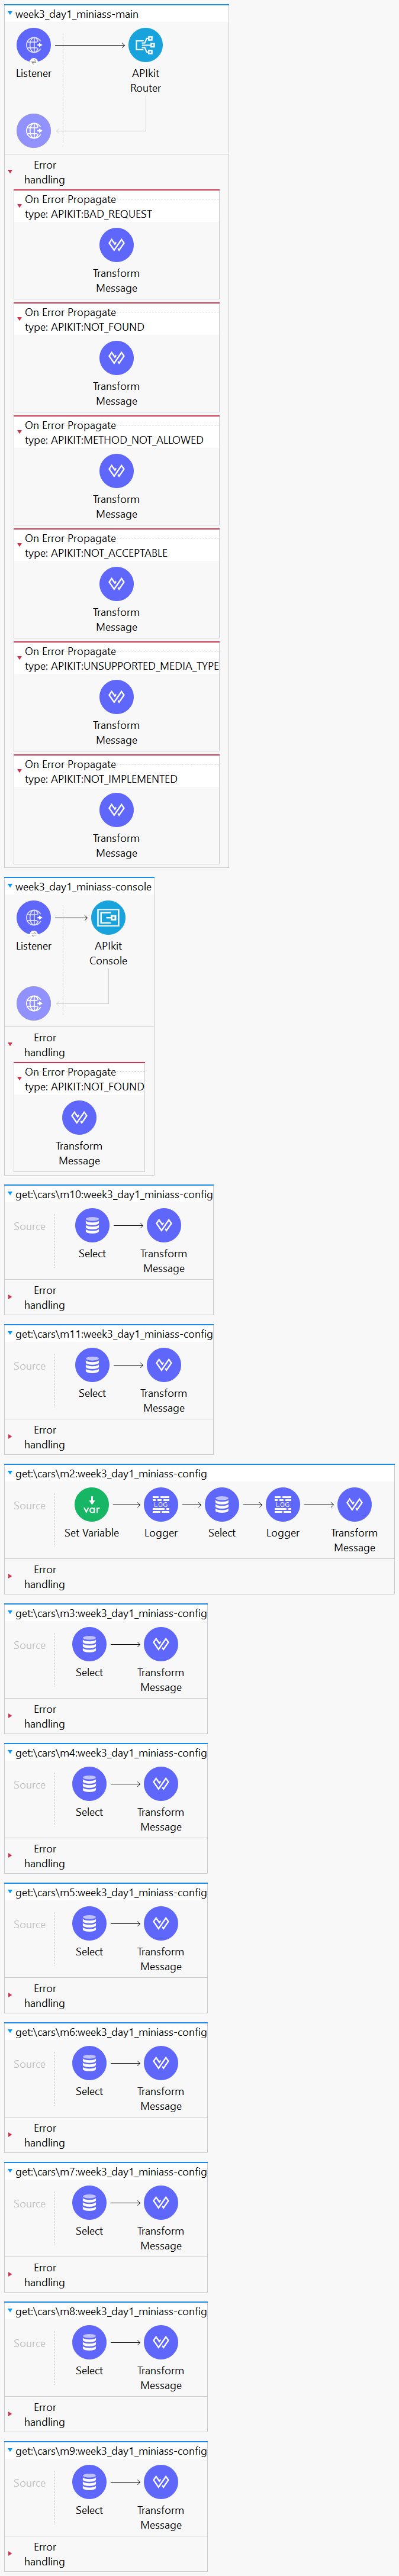 week3_day1_miniass-main
Listener
APIkit
Router
Error
handling
On Error Propagate
type: APIKIT:BAD_REQUEST
Transform
Message
On Error Propagate
type: APIKIT:NOT_FOUND
Transform
Message
On Error Propagate
type: APIKIT:METHOD_NOT_ALLOWED
Transform
Message
On Error Propagate
type: APIKIT:NOT_ACCEPTABLE
Transform
Message
On Error Propagate
type: APIKIT:UNSUPPORTED_MEDIA_TYPE
Transform
Message
On Error Propagate
type: APIKIT:NOT_IMPLEMENTED
Transform
Message
week3_day1_miniass-console
Listener
APIkit
Console
Error
handling
On Error Propagate
type: APIKIT:NOT_FOUND
Transform
Message
get:\cars\m10:week3_day1_miniass-config
Source
Select
Transform
Message
Error
handling
get:\cars\m11:week3_day1_miniass-config
Source
Select
Transform
Message
Error
handling
get:\cars\m2:week3_day1_miniass-config
Source
var
Set Variable
LOG
Logger
Select
LOG
Logger
Transform
Message
Error
handling
get:\cars\m3:week3_day1_miniass-config
Source
Select
Transform
Message
Error
handling
get:\cars\m4:week3_day1_miniass-config
Source
Select
Transform
Message
Error
handling
get:\cars\m5:week3_day1_miniass-config
Source
Select
Transform
Message
Error
handling
get:\cars\m6:week3_day1_miniass-config
Source
Select
Transform
Message
Error
handling
get:\cars\m7:week3_day1_miniass-config
Source
Select
Transform
Message
Error
handling
get:\cars\m8:week3_day1_miniass-config
Source
Select
Transform
Message
Error
handling
get:\cars\m9:week3_day1_miniass-config
Source
Select
Transform
Message
Error
handling